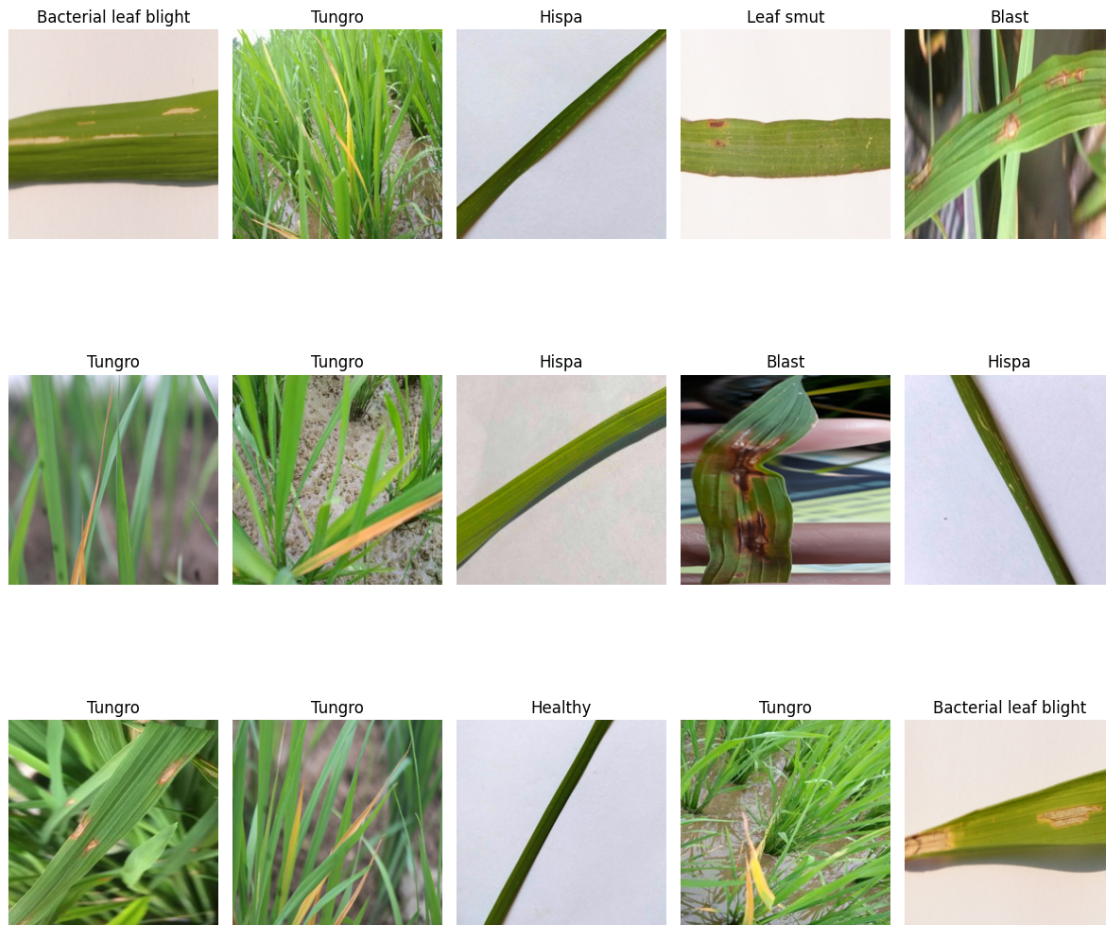 Bacterial leaf blight
Tungro
Hispa
Leaf smut
Blast
Tungro
Tungro
Hispa
Blast
Hispa
Tungro
Tungro
Healthy
Tungro
Bacterial leaf blight